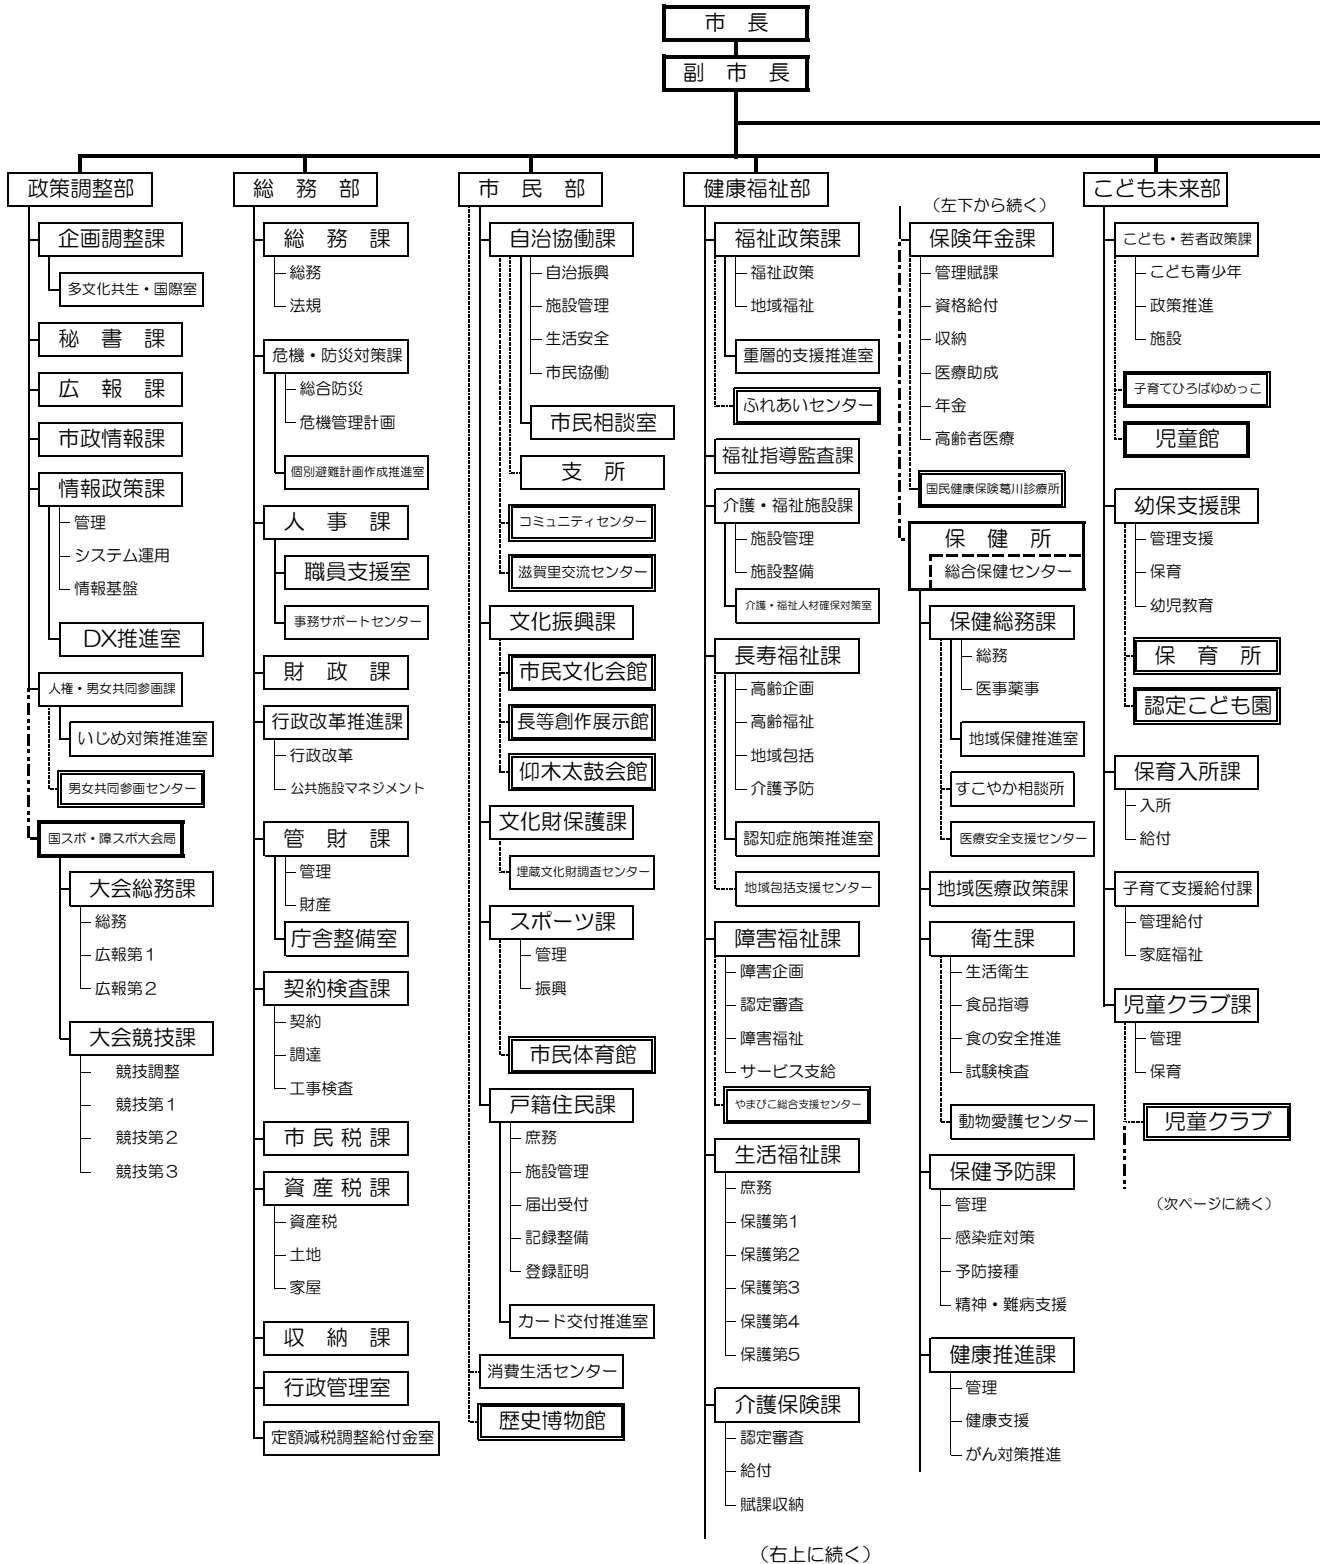 市　長
副　市　長
政策調整部
企画調整課
多文化共生・国際室
秘　書　課
広　報　課
市政情報課
情報政策課
管理
システム運用
情報基盤
DX推進室
人権・男女共同参画課
いじめ対策推進室
男女共同参画センター
国スポ・障スポ大会局
大会総務課
総務
広報第１
広報第２
大会競技課
競技調整
競技第１
競技第２
競技第３
総　務　部
総　務　課
総務
法規
危機・防災対策課
総合防災
危機管理計画
個別避難計画作成推進室
人　事　課
職員支援室
事務サポートセンター
財　政　課
行政改革推進課
行政改革
公共施設マネジメント
管　財　課
管理
財産
庁舎整備室
契約検査課
契約
調達
工事検査
市 民 税 課
資 産 税 課
資産税
土地
家屋
収　納　課
行政管理室
定額減税調整給付金室
市　民　部
自治協働課
自治振興
施設管理
生活安全
市民協働
市民相談室
支　所
コミュニティセンター
滋賀里交流センター
文化振興課
市民文化会館
長等創作展示館
仰木太鼓会館
文化財保護課
埋蔵文化財調査センター
スポーツ課
管理
振興
市民体育館
戸籍住民課
庶務
施設管理
届出受付
記録整備
登録証明
カード交付推進室
消費生活センター
歴史博物館
健康福祉部
福祉政策課
福祉政策
地域福祉
重層的支援推進室
ふれあいセンター
福祉指導監査課
介護・福祉施設課
施設管理
施設整備
介護・福祉人材確保対策室
長寿福祉課
高齢企画
高齢福祉
地域包括
介護予防
認知症施策推進室
地域包括支援センター
障害福祉課
障害企画
認定審査
障害福祉
サービス支給
やまびこ総合支援センター
生活福祉課
庶務
保護第１
保護第２
保護第３
保護第４
保護第５
介護保険課
認定審査
給付
賦課収納
（右上に続く）
（左下から続く）
保険年金課
管理賦課
資格給付
収納
医療助成
年金
高齢者医療
国民健康保険葛川診療所
保　健　所
総合保健センター
保健総務課
総務
医事薬事
地域保健推進室
すこやか相談所
医療安全支援センター
地域医療政策課
衛生課
生活衛生
食品指導
食の安全推進
試験検査
動物愛護センター
保健予防課
管理
感染症対策
予防接種
精神・難病支援
健康推進課
管理
健康支援
がん対策推進
こども未来部
こども・若者政策課
こども青少年
政策推進
施設
子育てひろばゆめっこ
児童館
幼保支援課
管理支援
保育
幼児教育
保　育　所
認定こども園
保育入所課
入所
給付
子育て支援給付課
管理給付
家庭福祉
児童クラブ課
管理
保育
児童クラブ
（次ページに続く）